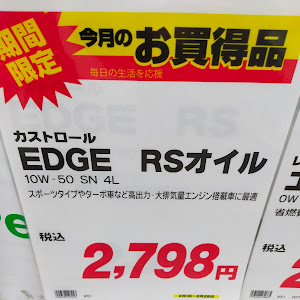 期間
限定
今月のお買得品
毎日の生活を応援
カストロール
EDGE RSオイル
10W-50 SN 4L
スポーツタイプやターボ車など高出力・大排気量エンジン搭載車に最適
税込
2,798円
0W
省燃費
税込